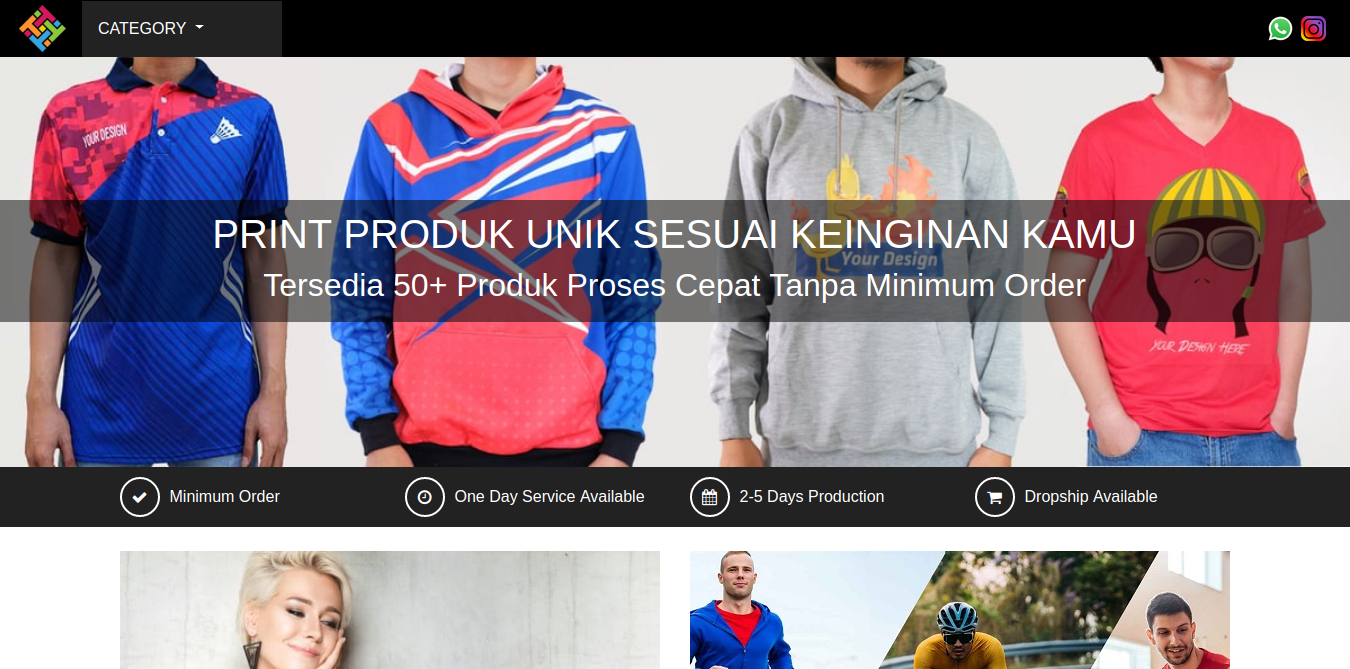 CATEGORY
YOUR DESIGN
PRINT PRODUK UNIK SESUAI KEINGINAN KAMU
Your Design
Tersedia 50+ Produk Proses Cepat Tanpa Minimum Order
YOUR DESIGN HERE
Minimum Order
One Day Service Available
2-5 Days Production
Dropship Available